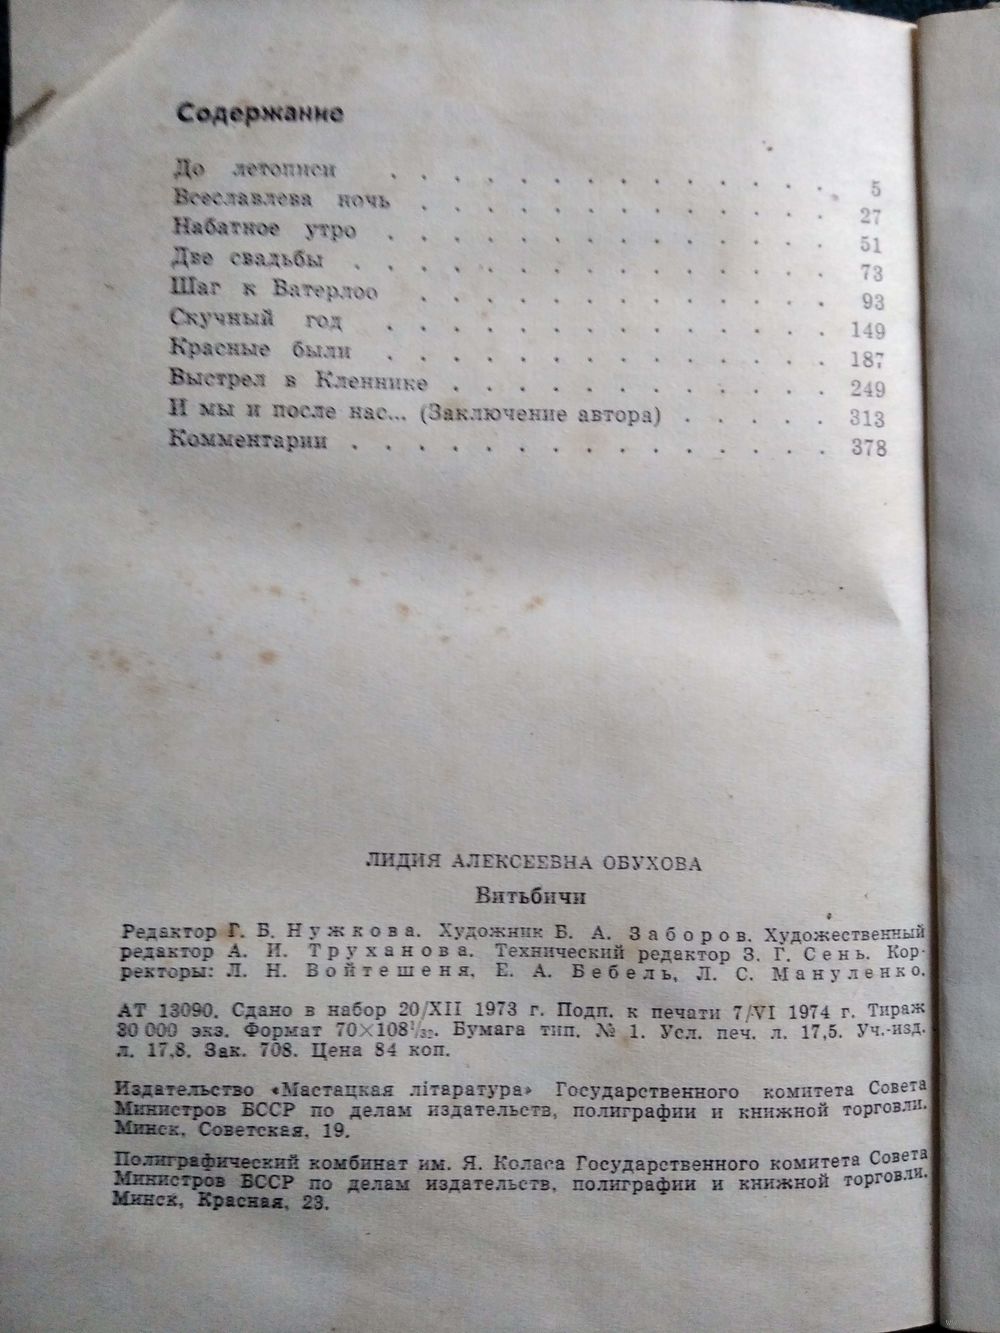 Содержание
До летописи . . . . . . . . . . . . . . 5
Всеславлева ночь . . . . . . . . . . . . . 27
Набатное утро . . . . . . . . . . . . . . 51
Две свадьбы . . . . . . . . . . . . . . . 73
Шаг к Ватерлоо . . . . . . . . . . . . . 93
Скучный год . . . . . . . . . . . . . . 149
Красные были . . . . . . . . . . . . . . 187
Выстрел в Кленнике . . . . . . . . . . . . 249
И мы и после нас... (Заключение автора) . . . . . 313
Комментарии . . . . . . . . . . . . . . . 378
ЛИДИЯ АЛЕКСЕЕВНА ОБУХОВА
Витьбичи
Редактор Г. Б. Нужкова. Художник Б. А. Заборов. Художественный
редактор А. И. Труханова. Технический редактор З. Г. Сень. Кор-
ректоры: Л. Н. Войтешеня, Е. А. Бебель, Л. С. Мануленко.
АТ 13090. Сдано в набор 20/XII 1973 г. Подп. к печати 7/VI 1974 г. Тираж
30 000 экз. Формат 70×108¹/₃₂. Бумага тип. № 1. Усл. печ. л. 17,5. Уч.-изд.
л. 17,8. Зак. 708. Цена 84 коп.
Издательство «Мастацкая літаратура» Государственного комитета Совета
Министров БССР по делам издательств, полиграфии и книжной торговли.
Минск, Советская, 19.
Полиграфический комбинат им. Я. Коласа Государственного комитета Совета
Министров БССР по делам издательств, полиграфии и книжной торговли.
Минск, Красная, 23.